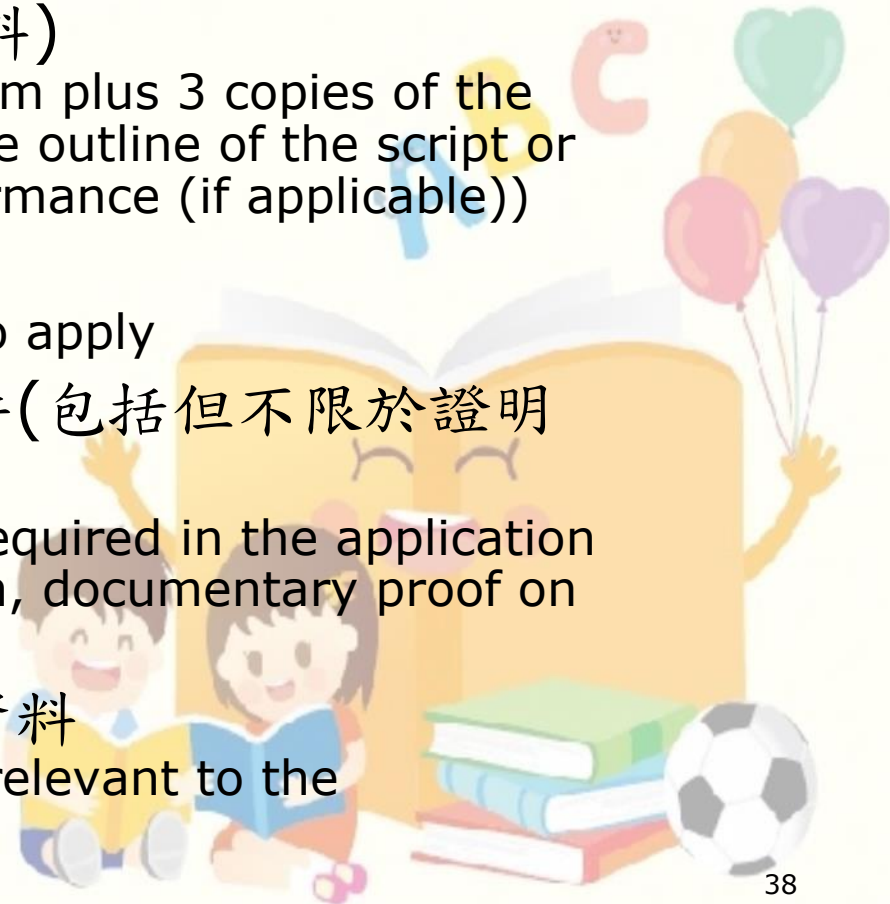 料)
m plus 3 copies of the
e outline of the script or
rmance (if applicable))
o apply
(包括但不限於證明
equired in the application
, documentary proof on
料
relevant to the
38
A B C